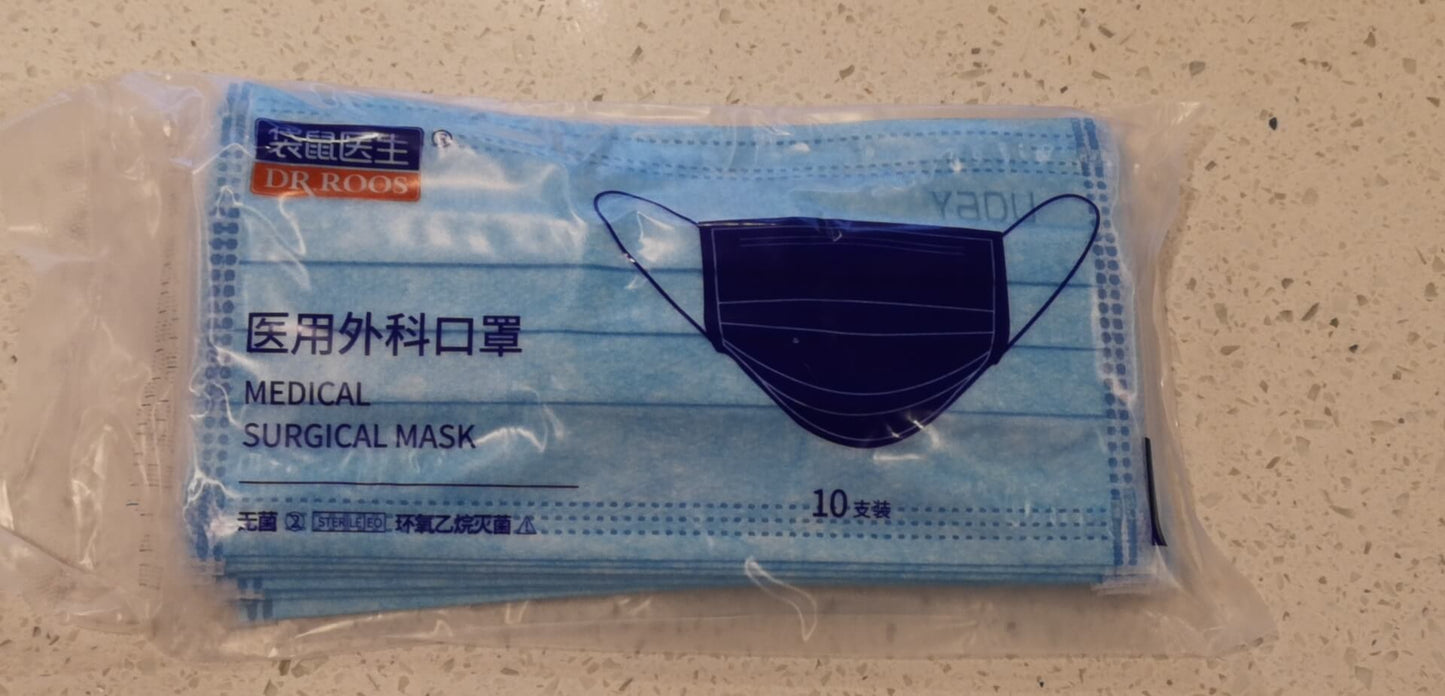 袋鼠医生 ®
DR.ROOS
医用外科口罩
MEDICAL
SURGICAL MASK
10支装
无菌 ② STERILE EO 环氧乙烷灭菌 ⚠